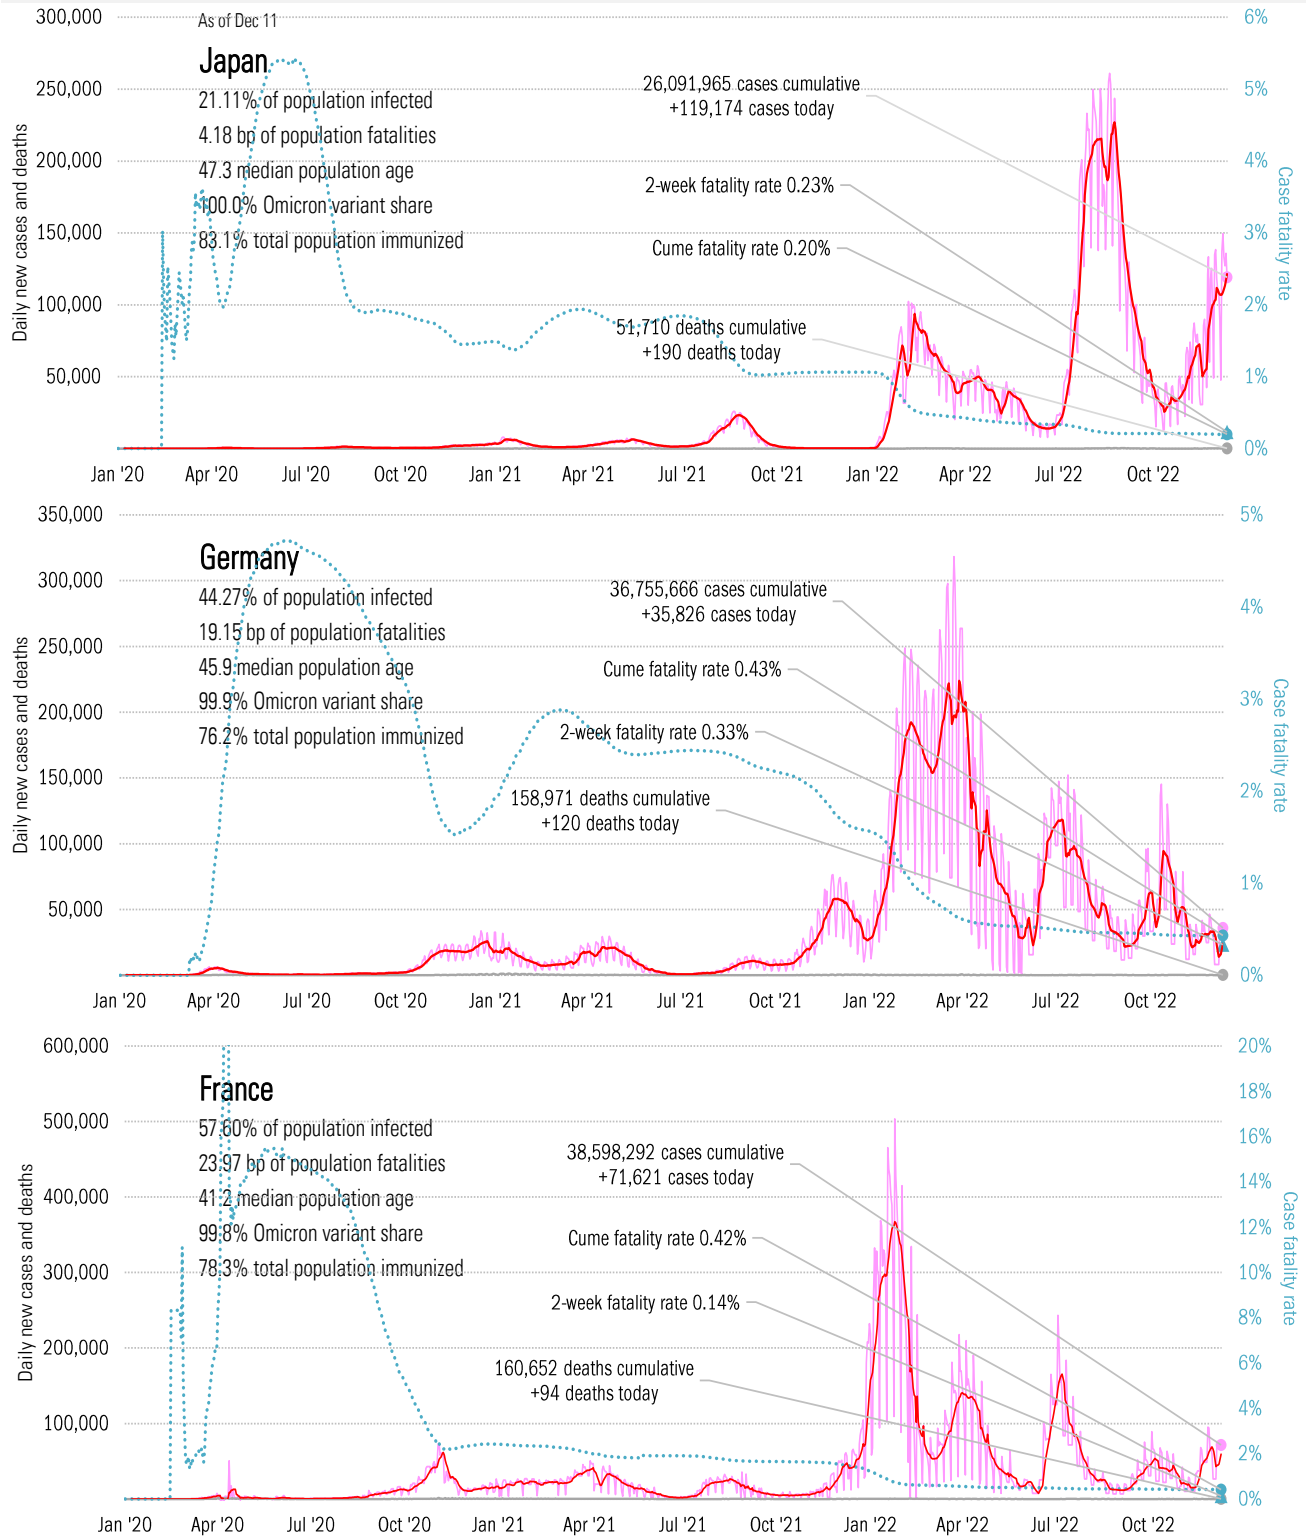 As of Dec 11
Japan
21.11% of population infected
4.18 bp of population fatalities
47.3 median population age
100.0% Omicron variant share
83.1% total population immunized
26,091,965 cases cumulative
+119,174 cases today
2-week fatality rate 0.23%
Cume fatality rate 0.20%
51,710 deaths cumulative
+190 deaths today
Daily new cases and deaths
300,000
250,000
200,000
150,000
100,000
50,000
6%
5%
4%
3%
2%
1%
0%
Case fatality rate
Jan '20 Apr '20 Jul '20 Oct '20 Jan '21 Apr '21 Jul '21 Oct '21 Jan '22 Apr '22 Jul '22 Oct '22
Germany
44.27% of population infected
19.15 bp of population fatalities
45.9 median population age
99.9% Omicron variant share
76.2% total population immunized
36,755,666 cases cumulative
+35,826 cases today
Cume fatality rate 0.43%
2-week fatality rate 0.33%
158,971 deaths cumulative
+120 deaths today
Daily new cases and deaths
350,000
300,000
250,000
200,000
150,000
100,000
50,000
5%
4%
3%
2%
1%
0%
Case fatality rate
Jan '20 Apr '20 Jul '20 Oct '20 Jan '21 Apr '21 Jul '21 Oct '21 Jan '22 Apr '22 Jul '22 Oct '22
France
57.60% of population infected
23.97 bp of population fatalities
41.2 median population age
99.8% Omicron variant share
78.3% total population immunized
38,598,292 cases cumulative
+71,621 cases today
Cume fatality rate 0.42%
2-week fatality rate 0.14%
160,652 deaths cumulative
+94 deaths today
Daily new cases and deaths
600,000
500,000
400,000
300,000
200,000
100,000
20%
18%
16%
14%
12%
10%
8%
6%
4%
2%
0%
Case fatality rate
Jan '20 Apr '20 Jul '20 Oct '20 Jan '21 Apr '21 Jul '21 Oct '21 Jan '22 Apr '22 Jul '22 Oct '22